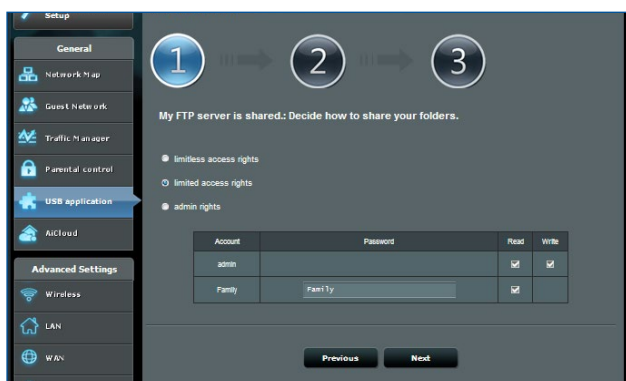 Setup
General
Network Map
Guest Network
Traffic Manager
Parental control
USB application
AiCloud
Advanced Settings
Wireless
LAN
WAN
1 2 3
My FTP server is shared.: Decide how to share your folders.
limitless access rights
limited access rights
admin rights
Account Password Read Write
admin
Family Family
Previous Next